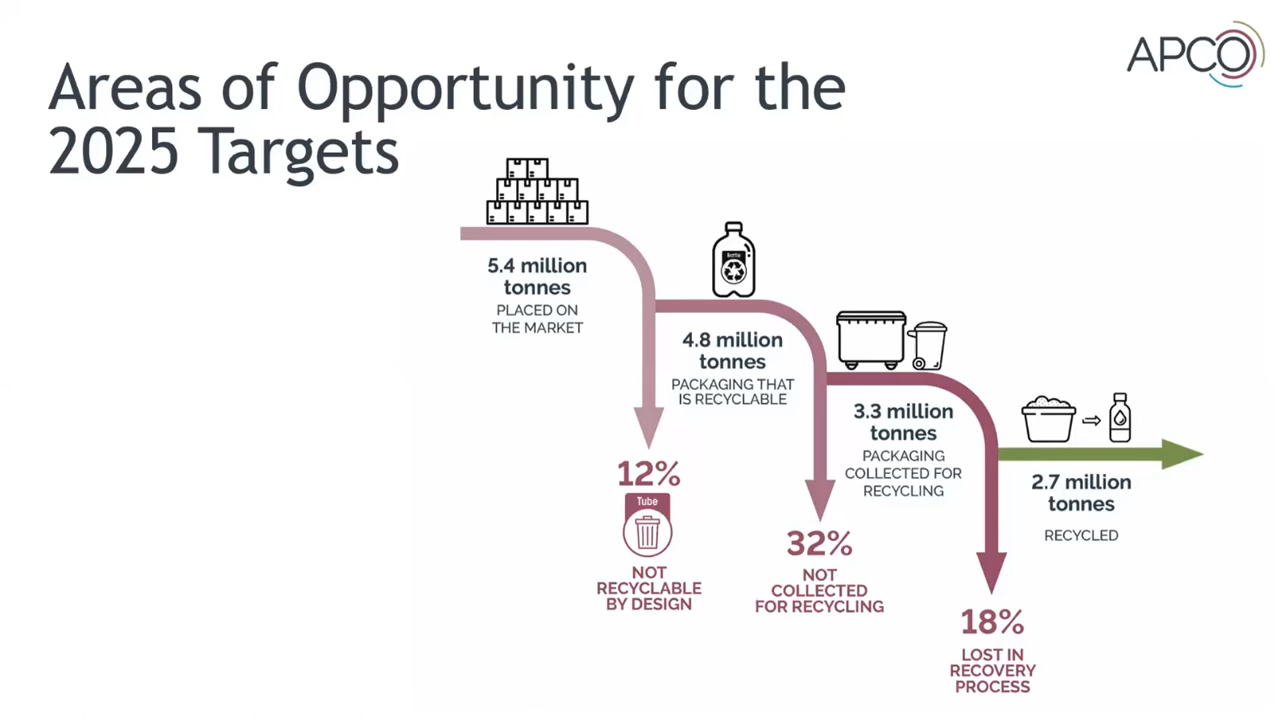 APCO
Areas of Opportunity for the
2025 Targets
5.4 million
tonnes
PLACED ON
THE MARKET
Bottle
4.8 million
tonnes
PACKAGING THAT
IS RECYCLABLE
3.3 million
tonnes
PACKAGING
COLLECTED FOR
RECYCLING
2.7 million
tonnes
RECYCLED
12%
Tube
NOT
RECYCLABLE
BY DESIGN
32%
NOT
COLLECTED
FOR RECYCLING
18%
LOST IN
RECOVERY
PROCESS